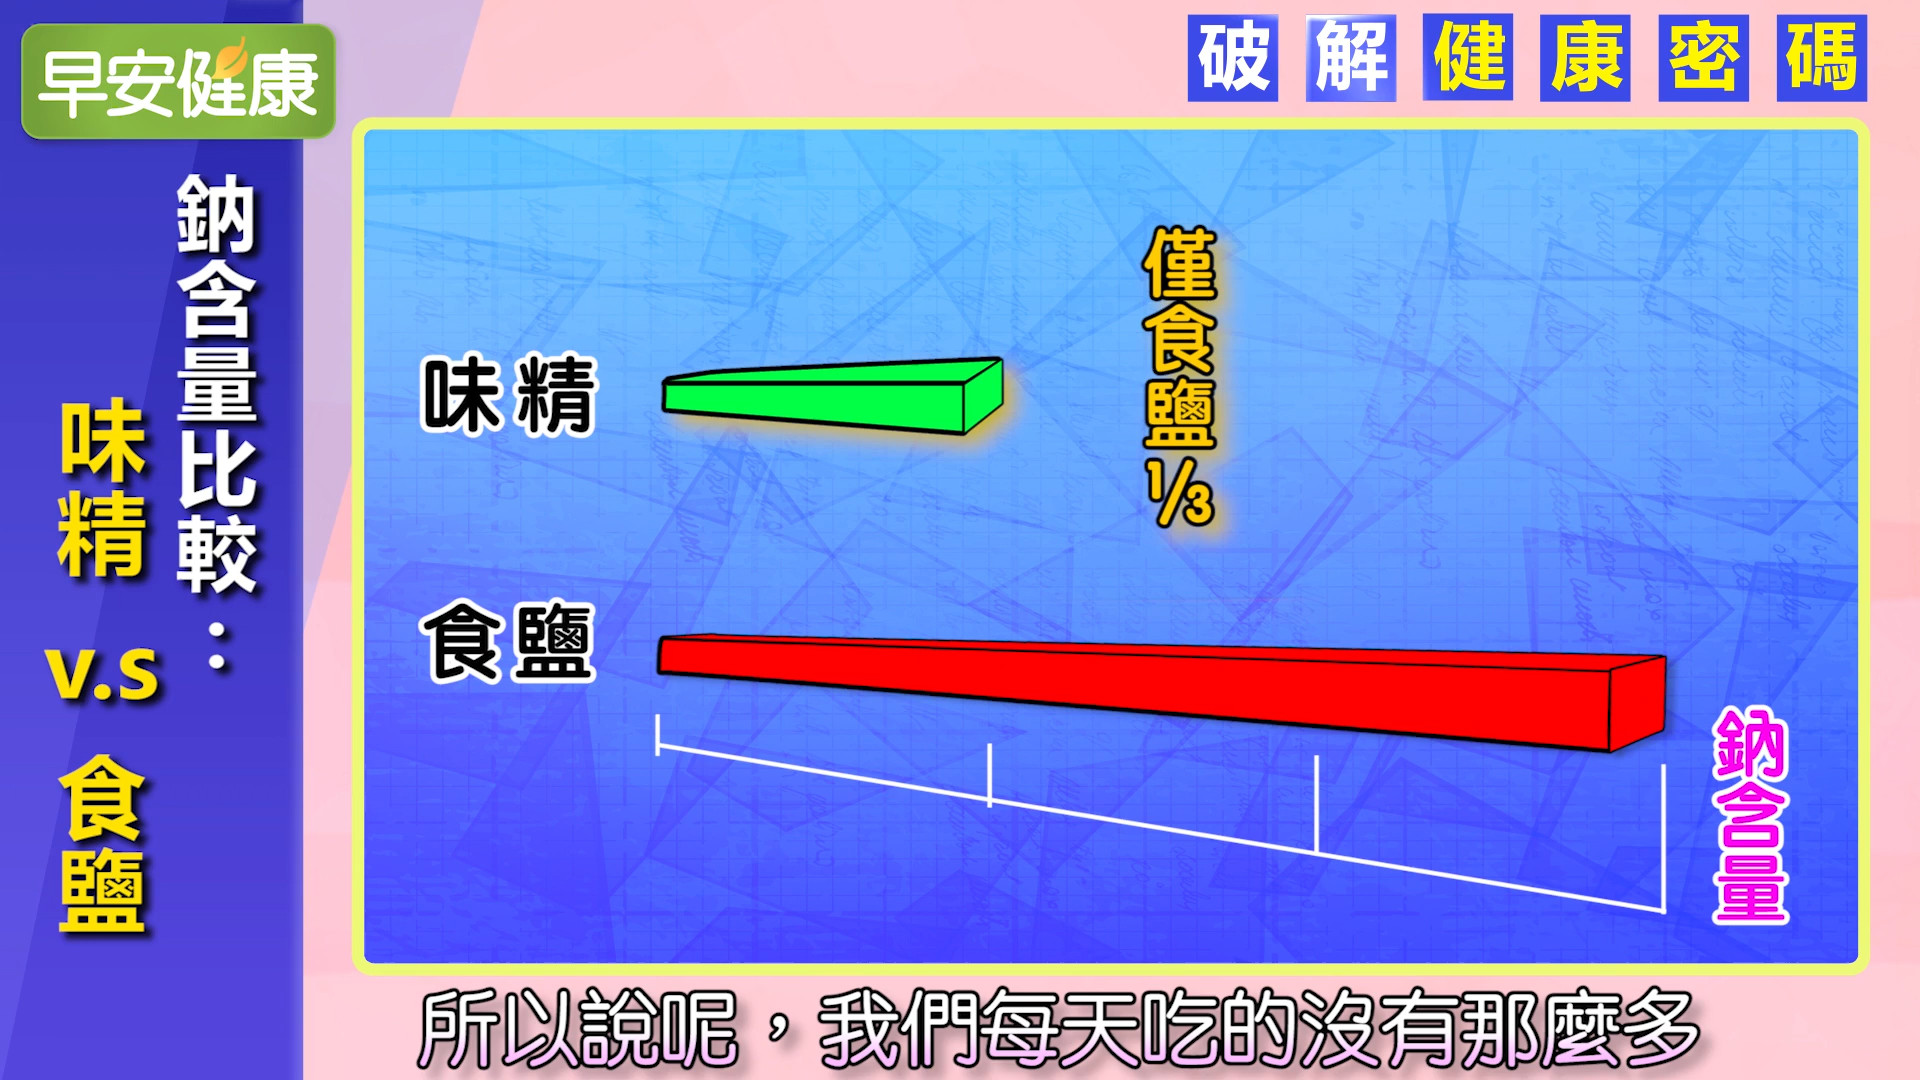 早安健康
破解健康密碼
鈉含量比較：
味精 v.s 食鹽
味精
僅食鹽⅓
食鹽
鈉含量
所以說呢，我們每天吃的沒有那麼多